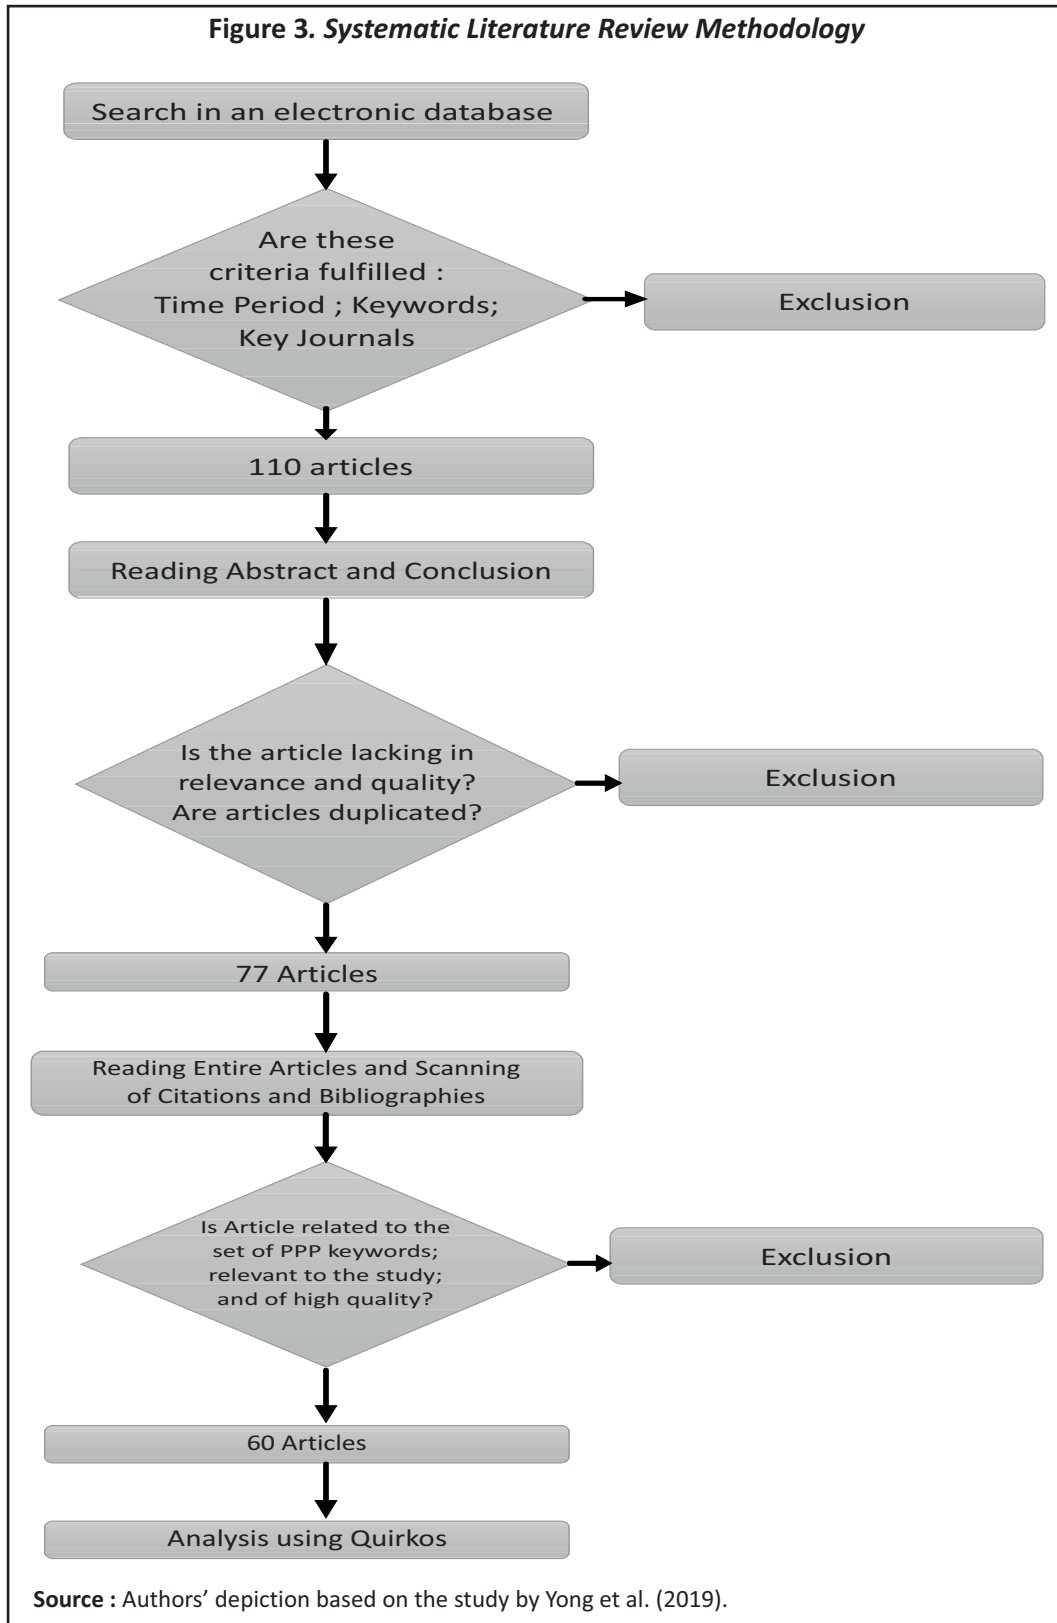 Figure 3. Systematic Literature Review Methodology
Search in an electronic database
Are these
criteria fulfilled :
Time Period ; Keywords;
Key Journals
Exclusion
110 articles
Reading Abstract and Conclusion
Is the article lacking in
relevance and quality?
Are articles duplicated?
Exclusion
77 Articles
Reading Entire Articles and Scanning
of Citations and Bibliographies
Is Article related to the
set of PPP keywords;
relevant to the study;
and of high quality?
Exclusion
60 Articles
Analysis using Quirkos
Source : Authors’ depiction based on the study by Yong et al. (2019).